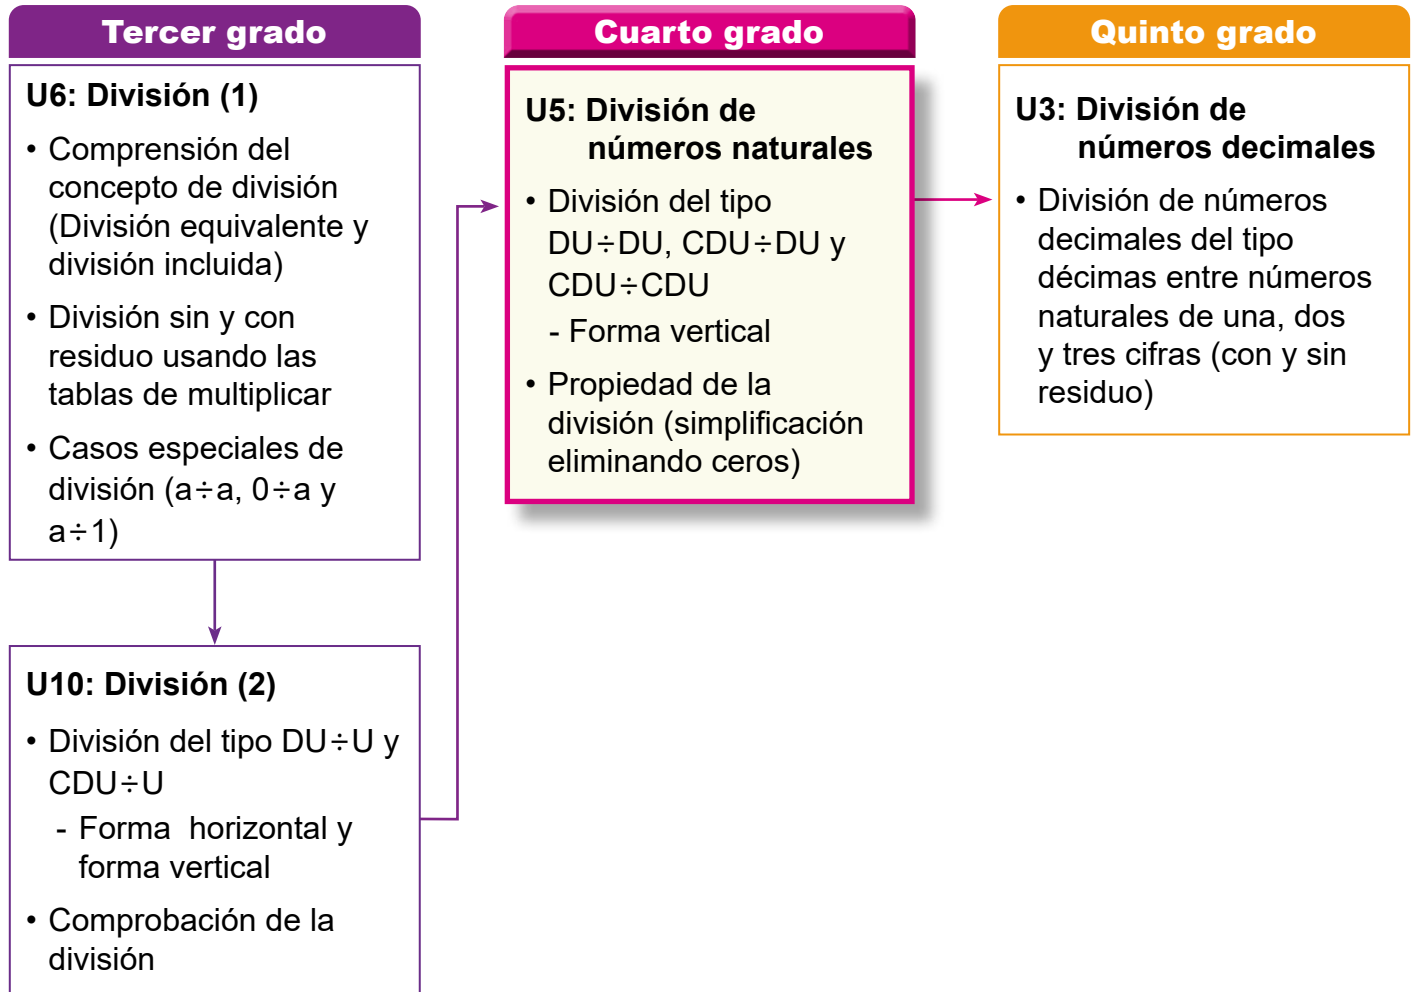 Tercer grado
U6: División (1)
• Comprensión del
concepto de división
(División equivalente y
división incluida)
• División sin y con
residuo usando las
tablas de multiplicar
• Casos especiales de
división (a÷a, 0÷a y
a÷1)
U10: División (2)
• División del tipo DU÷U y
CDU÷U
- Forma horizontal y
forma vertical
• Comprobación de la
división
Cuarto grado
U5: División de
números naturales
• División del tipo
DU÷DU, CDU÷DU y
CDU÷CDU
- Forma vertical
• Propiedad de la
división (simplificación
eliminando ceros)
Quinto grado
U3: División de
números decimales
• División de números
decimales del tipo
décimas entre números
naturales de una, dos
y tres cifras (con y sin
residuo)